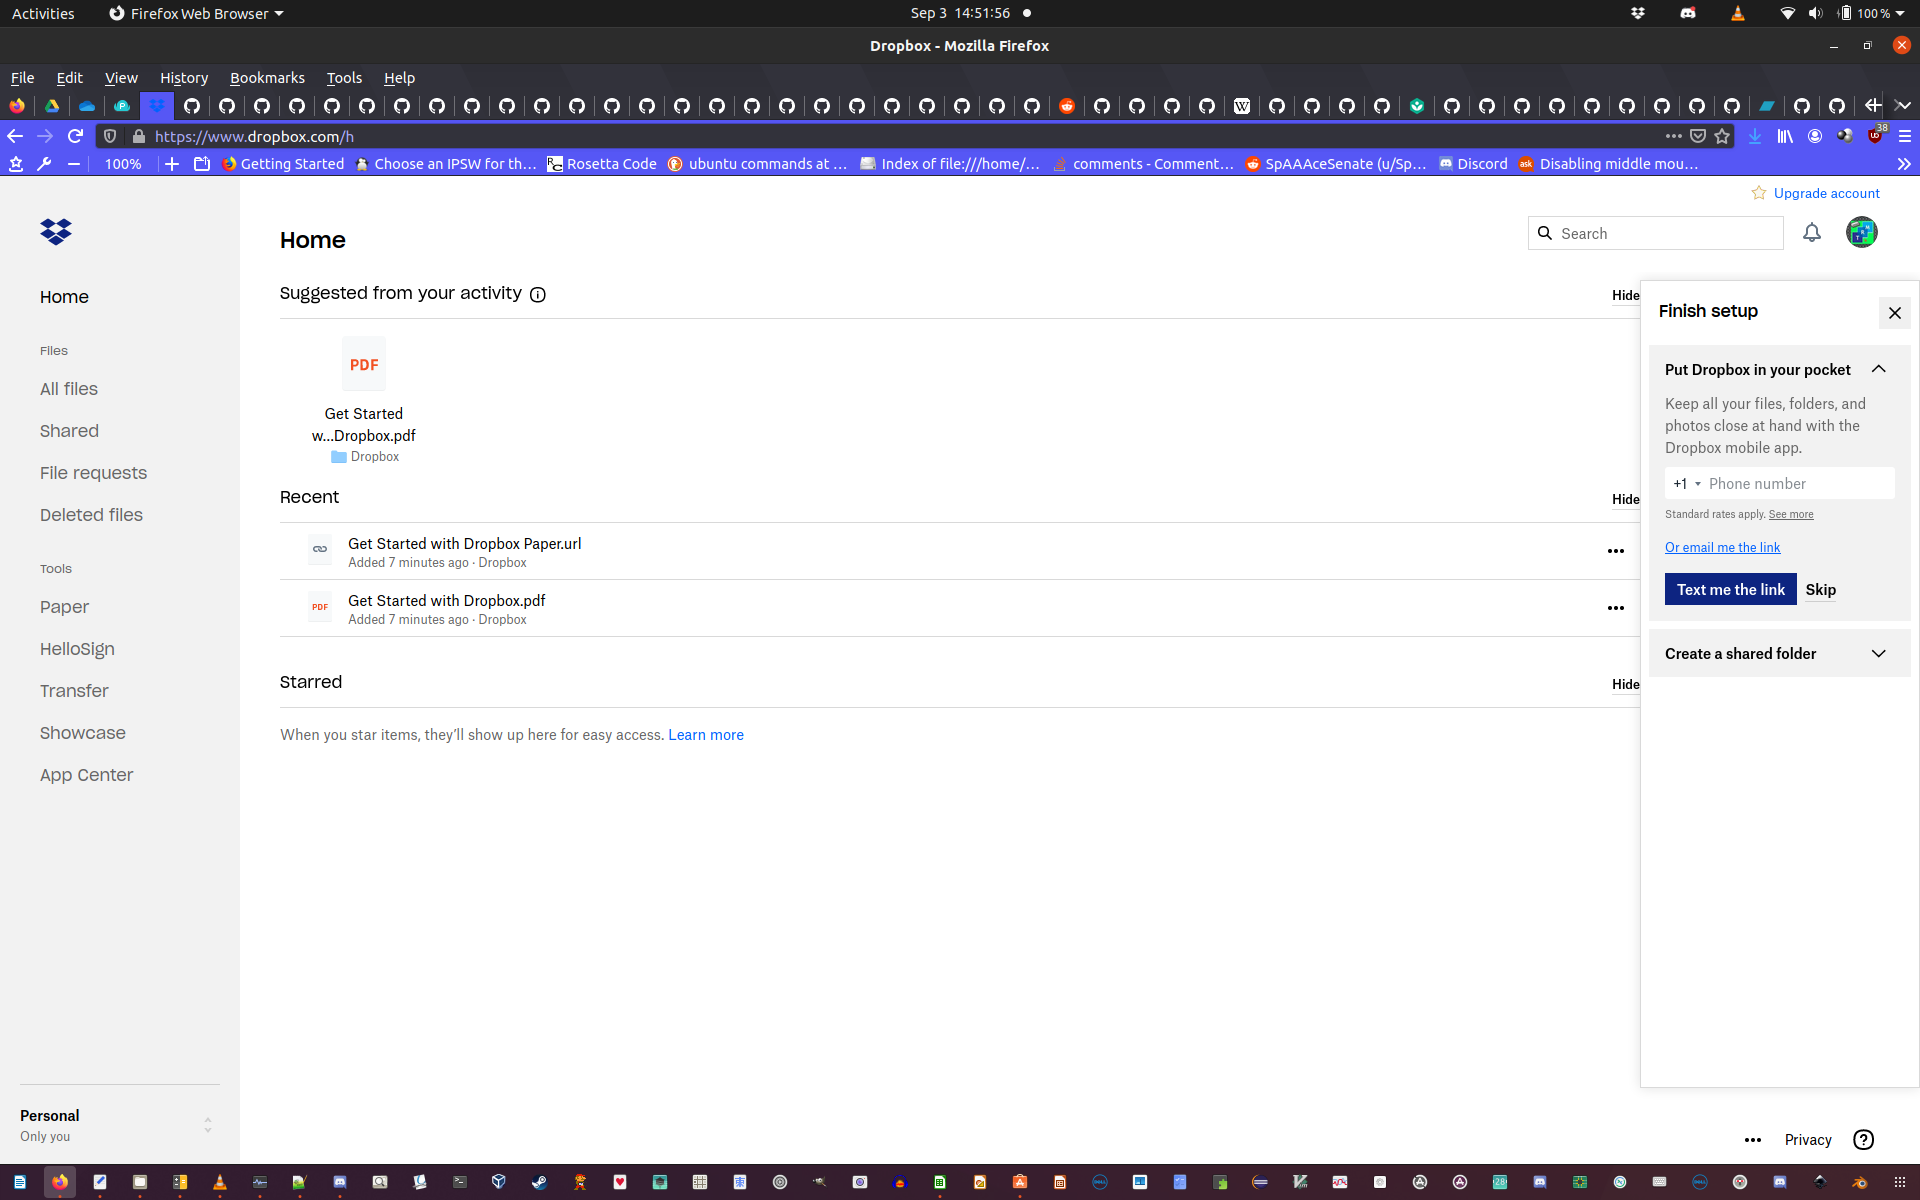 Activities Firefox Web Browser Sep 3 14:51:56 100 %
Dropbox - Mozilla Firefox
File Edit View History Bookmarks Tools Help
https://www.dropbox.com/h 38
100% Getting Started Choose an IPSW for th… Rosetta Code ubuntu commands at … Index of file:///home/… comments - Comment… SpAAAceSenate (u/Sp… Discord Disabling middle mou…
Upgrade account
Home
Search
Home
Files
All files
Shared
File requests
Deleted files
Tools
Paper
HelloSign
Transfer
Showcase
App Center
Personal
Only you
Suggested from your activity
Hide
PDF
Get Started
w...Dropbox.pdf
Dropbox
Recent
Hide
Get Started with Dropbox Paper.url
Added 7 minutes ago · Dropbox
PDF
Get Started with Dropbox.pdf
Added 7 minutes ago · Dropbox
Starred
Hide
When you star items, they’ll show up here for easy access. Learn more
Finish setup
Put Dropbox in your pocket
Keep all your files, folders, and
photos close at hand with the
Dropbox mobile app.
+1 Phone number
Standard rates apply. See more
Or email me the link
Text me the link Skip
Create a shared folder
Privacy